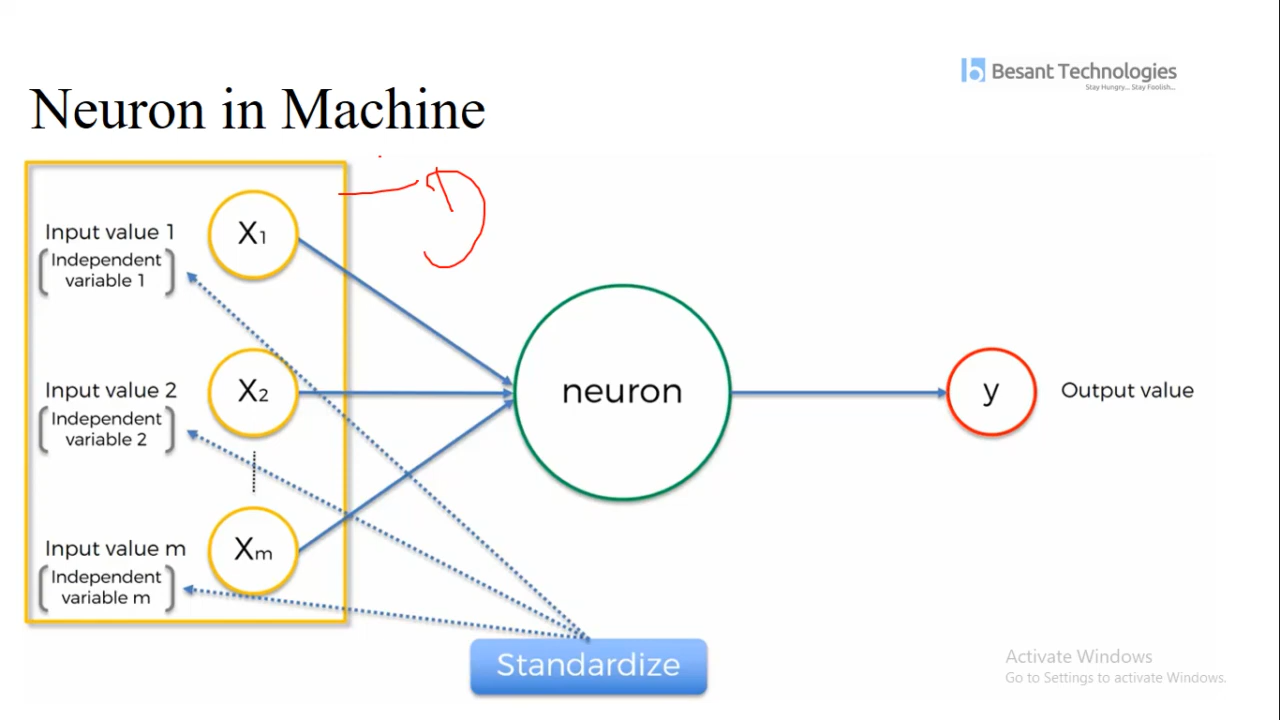 Besant Technologies
Stay Hungry... Stay Foolish...
Neuron in Machine
Input value 1
Independent
variable 1
X1
Input value 2
Independent
variable 2
X2
neuron
y
Output value
Input value m
Independent
variable m
Xm
Standardize
Activate Windows
Go to Settings to activate Windows.